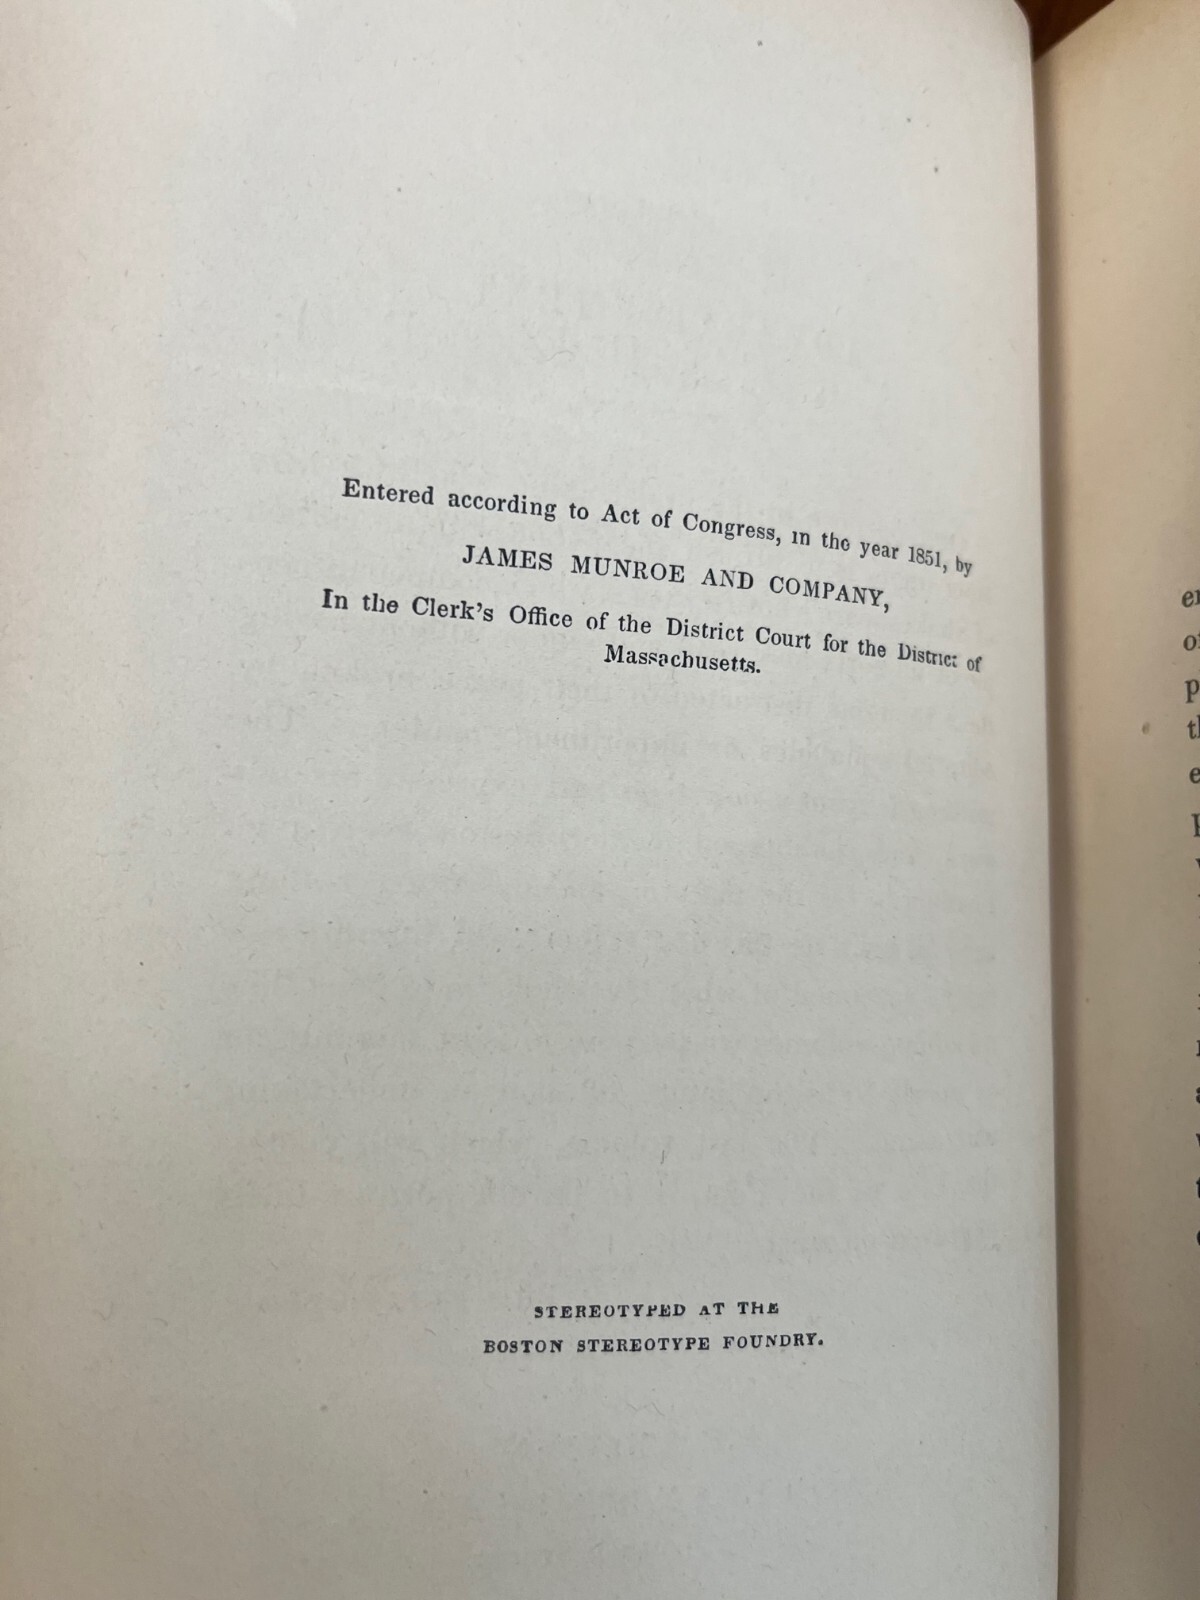 Entered according to Act of Congress, in the year 1851, by
JAMES MUNROE AND COMPANY,
In the Clerk's Office of the District Court for the District of
Massachusetts.
STEREOTYPED AT THE
BOSTON STEREOTYPE FOUNDRY.